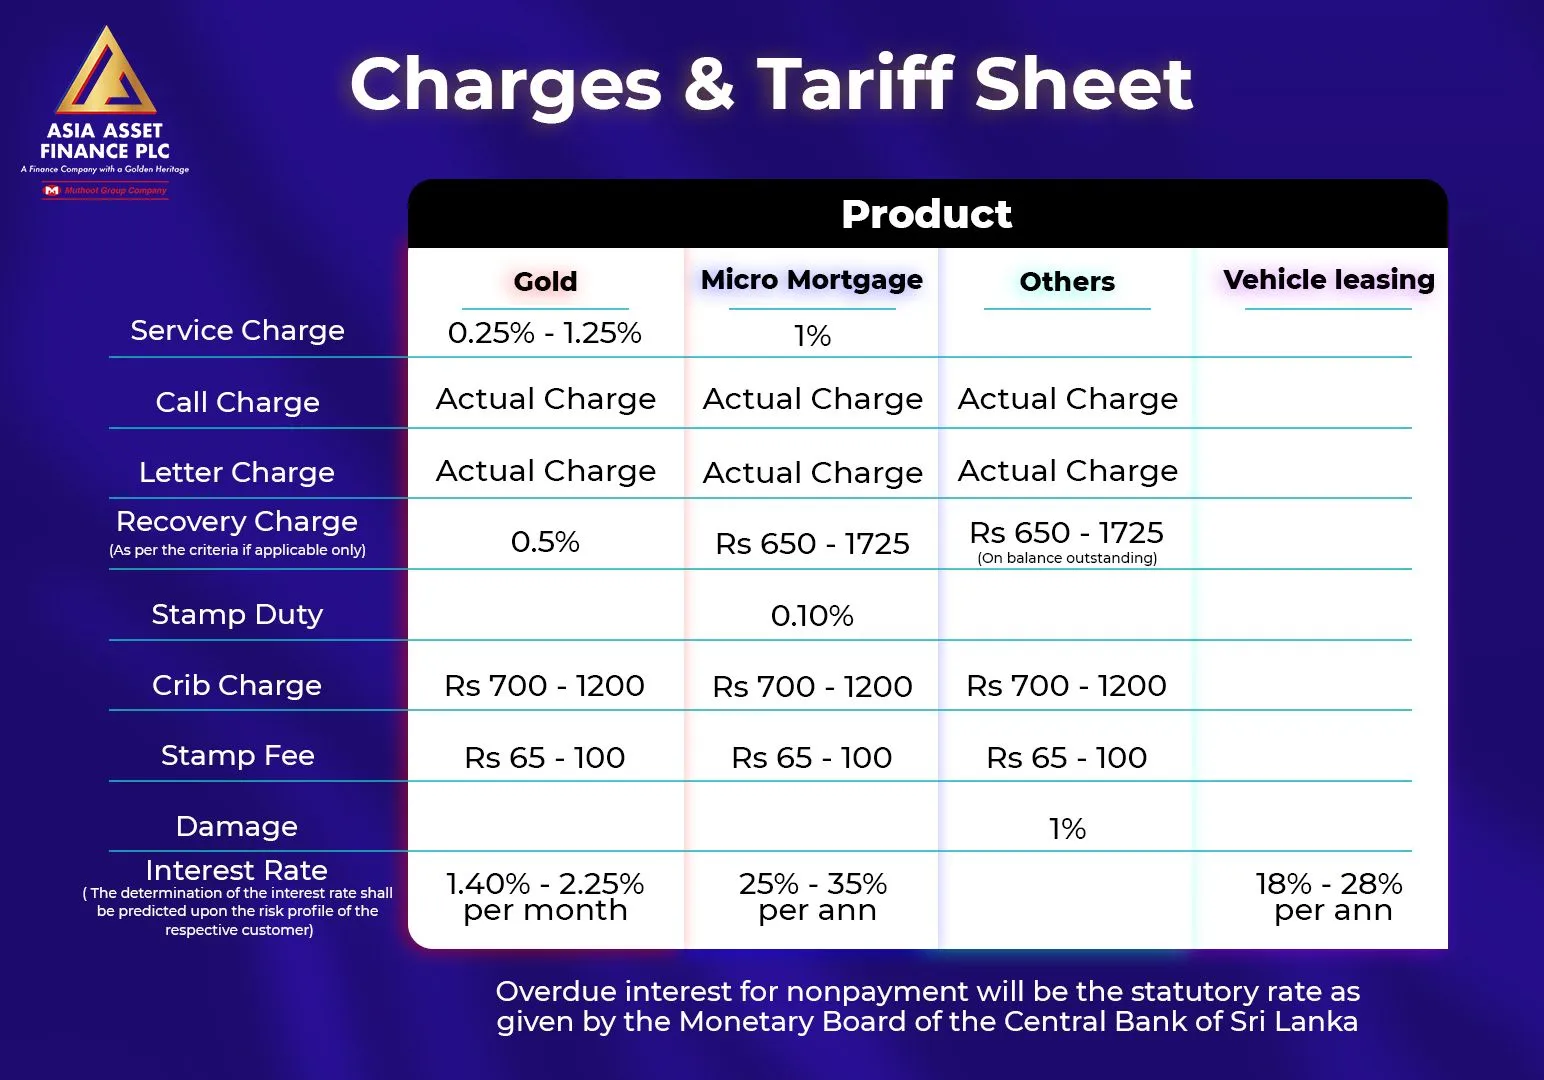 Charges & Tariff Sheet
ASIA ASSET
FINANCE PLC
A Finance Company with a Golden Heritage
Muthoot Group Company
Product
Gold Micro Mortgage Others Vehicle leasing
Service Charge 0.25% - 1.25% 1%
Call Charge Actual Charge Actual Charge Actual Charge
Letter Charge Actual Charge Actual Charge Actual Charge
Recovery Charge
(As per the criteria if applicable only)
0.5% Rs 650 - 1725 Rs 650 - 1725
(On balance outstanding)
Stamp Duty 0.10%
Crib Charge Rs 700 - 1200 Rs 700 - 1200 Rs 700 - 1200
Stamp Fee Rs 65 - 100 Rs 65 - 100 Rs 65 - 100
Damage 1%
Interest Rate
( The determination of the interest rate shall
be predicted upon the risk profile of the
respective customer)
1.40% - 2.25% 25% - 35% 18% - 28%
per month per ann per ann
Overdue interest for nonpayment will be the statutory rate as
given by the Monetary Board of the Central Bank of Sri Lanka